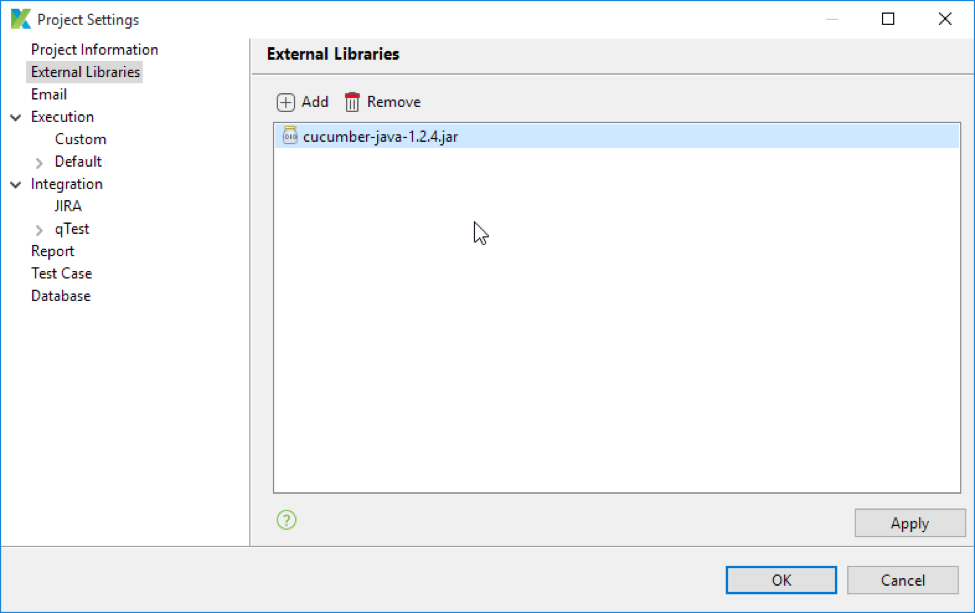 Project Settings
Project Information
External Libraries
Email
Execution
Custom
Default
Integration
JIRA
qTest
Report
Test Case
Database
External Libraries
Add Remove
cucumber-java-1.2.4.jar
?
Apply
OK Cancel